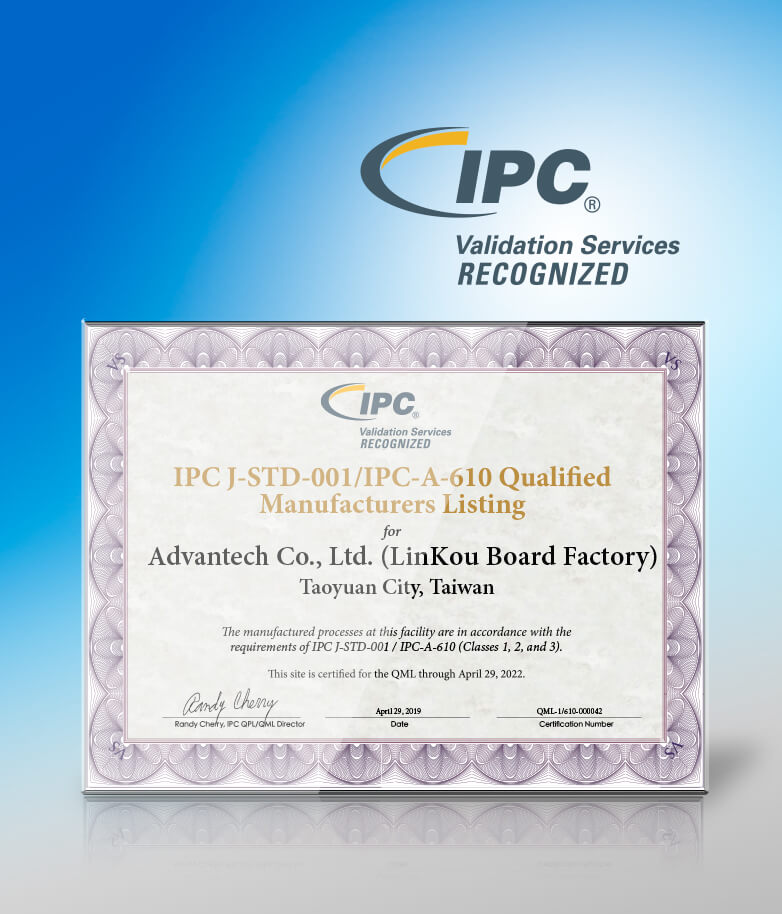 IPC®
Validation Services
RECOGNIZED
VS
VS
IPC®
Validation Services
RECOGNIZED
IPC J-STD-001/IPC-A-610 Qualified
Manufacturers Listing
for
Advantech Co., Ltd. (LinKou Board Factory)
Taoyuan City, Taiwan
The manufactured processes at this facility are in accordance with the
requirements of IPC J-STD-001 / IPC-A-610 (Classes 1, 2, and 3).
This site is certified for the QML through April 29, 2022.
Randy Cherry
April29, 2019
QML-1/610-000042
Randy Cherry, IPC QPL/QML Director
Date
Certification Number
VS
VS